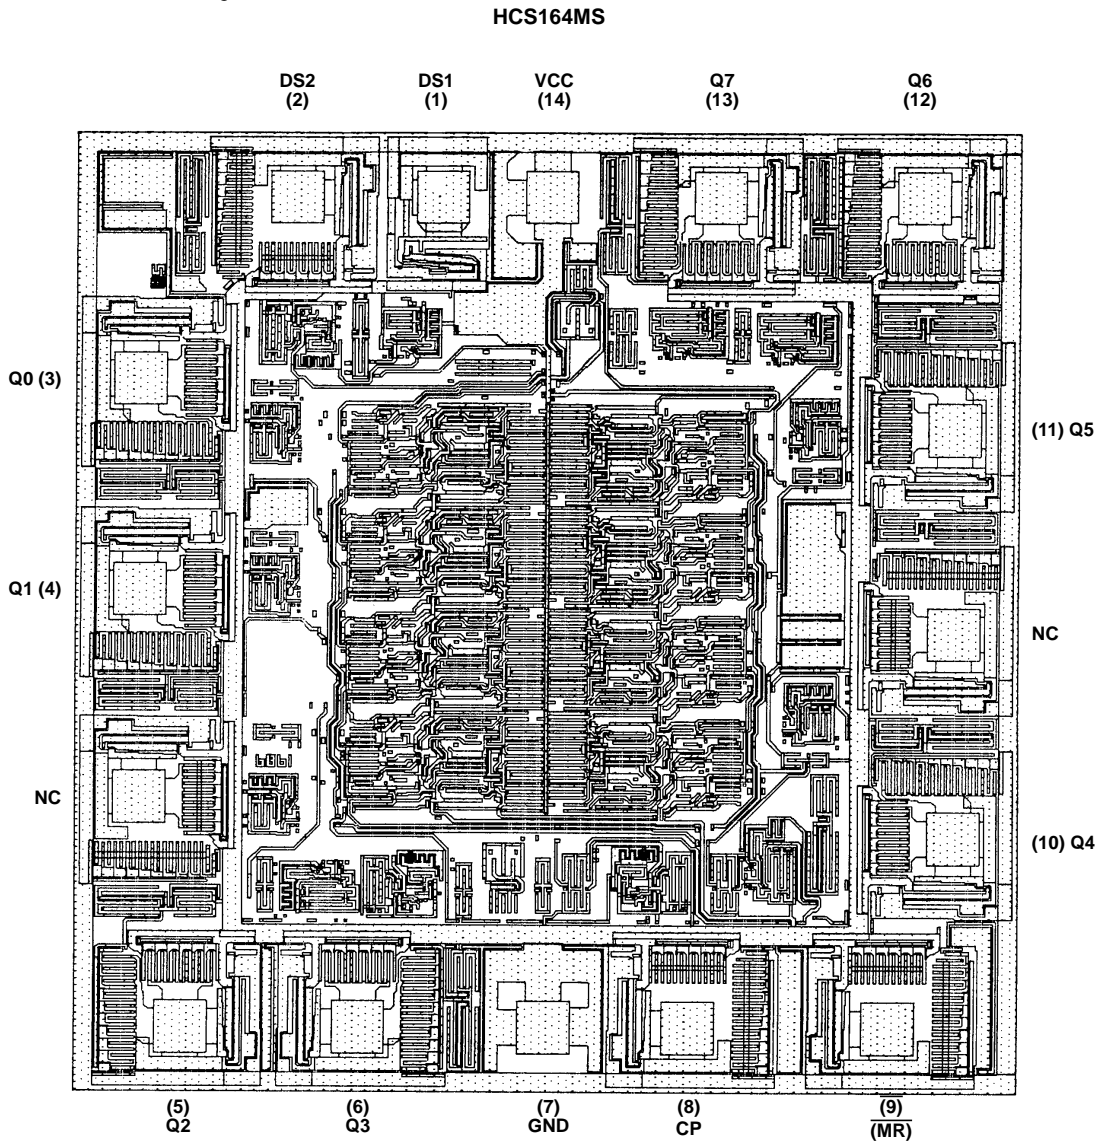 HCS164MS
DS2 DS1 VCC Q7 Q6
(2) (1) (14) (13) (12)
Q0 (3)
(11) Q5
Q1 (4)
NC
NC
(10) Q4
(5) (6) (7) (8) (9)
Q2 Q3 GND CP (MR)